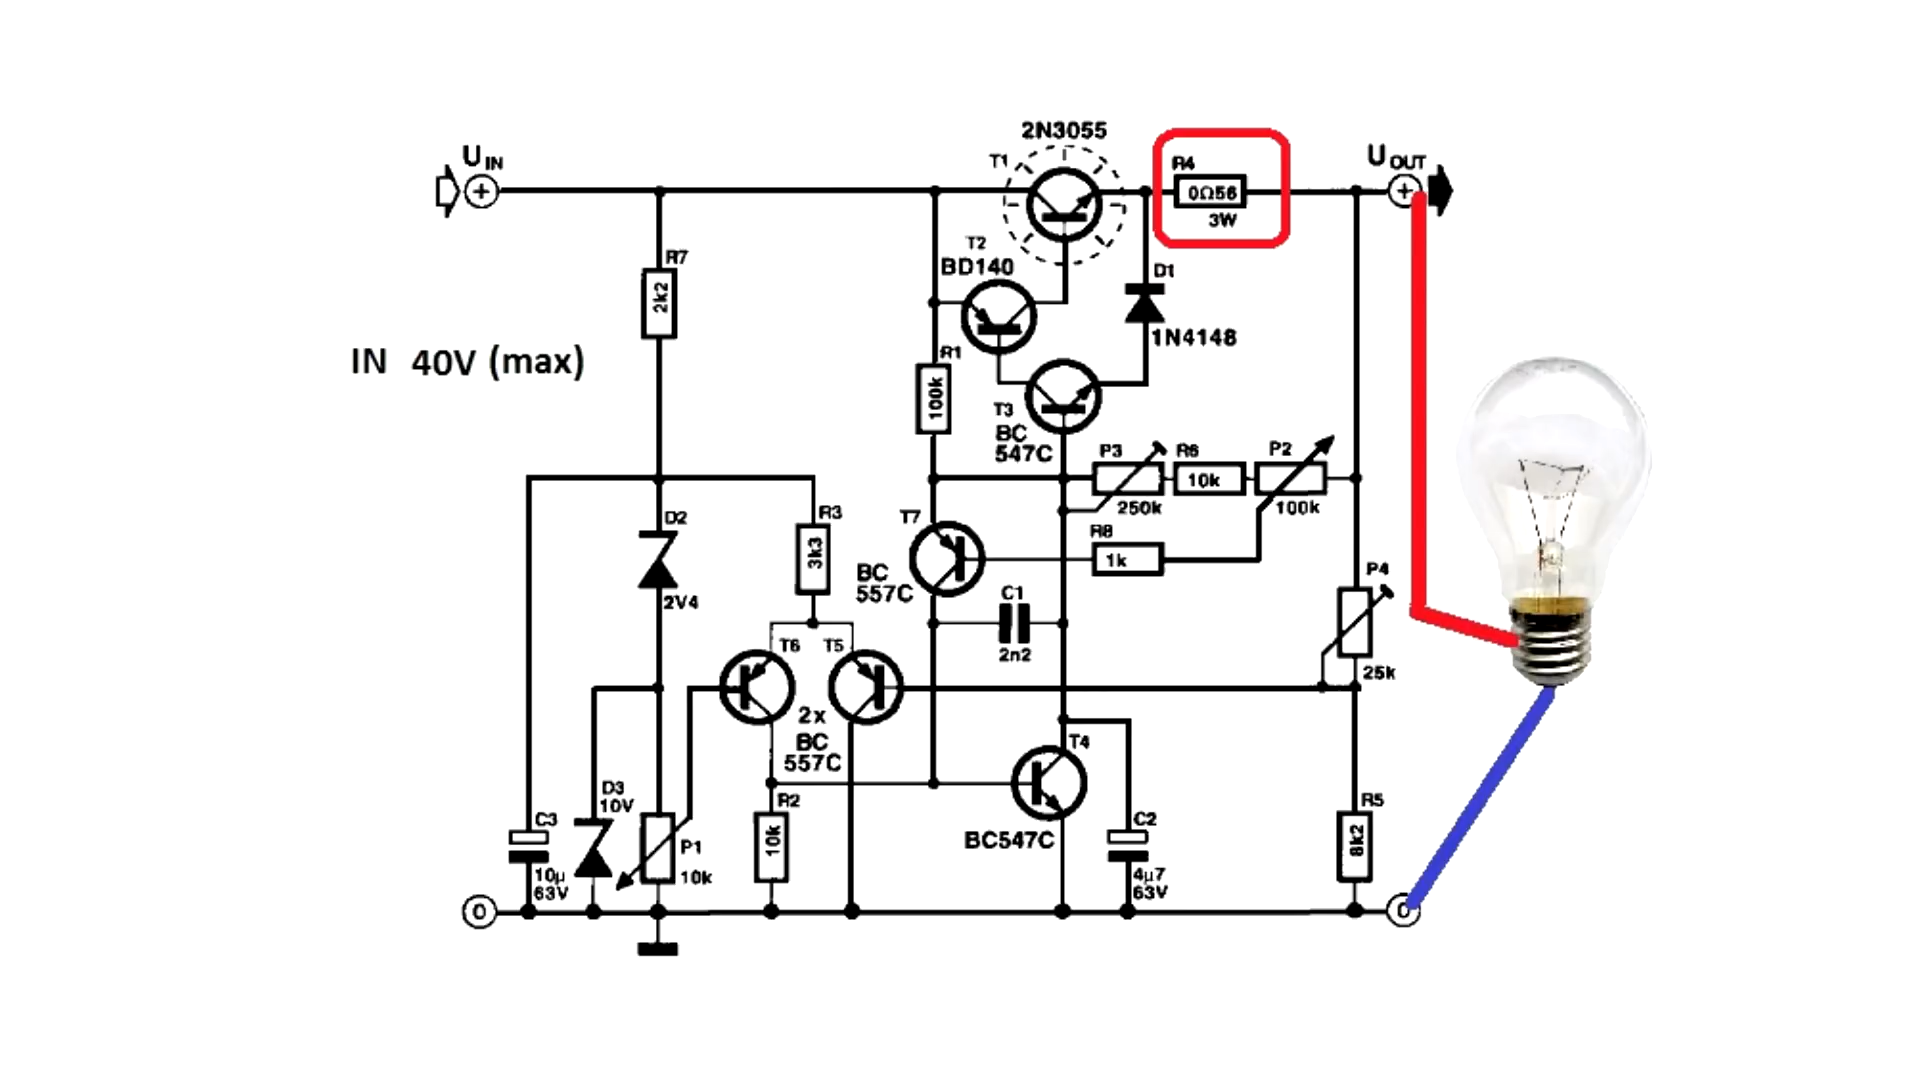 2N3055
U IN
T1
R4
U OUT
+
0Ω56
+
3W
T2
BD140
R7
D1
2k2
1N4148
IN 40V (max)
R1
100k
T3
BC
547C
P3
R6
P2
10k
250k
100k
D2
R3
T7
R8
3k3
1k
BC
557C
P4
2V4
C1
2n2
T6
T5
25k
2x
BC
557C
T4
D3
10V
R2
R5
C3
10k
BC547C
C2
8k2
P1
10k
10µ
63V
4µ7
63V
0
0